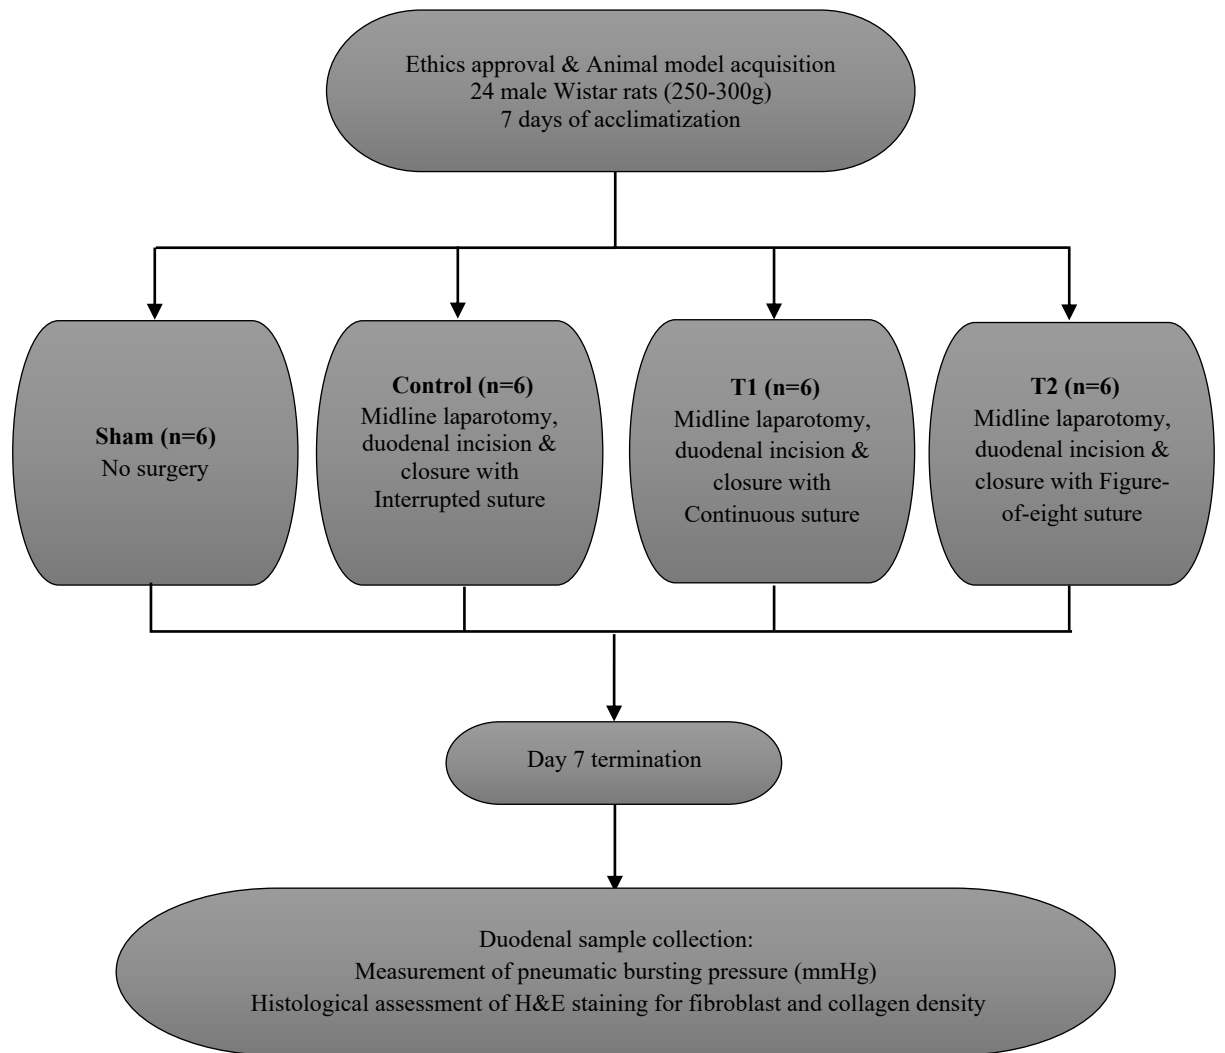 Ethics approval & Animal model acquisition
24 male Wistar rats (250-300g)
7 days of acclimatization
Sham (n=6)
No surgery
Control (n=6)
Midline laparotomy,
duodenal incision &
closure with
Interrupted suture
T1 (n=6)
Midline laparotomy,
duodenal incision &
closure with
Continuous suture
T2 (n=6)
Midline laparotomy,
duodenal incision &
closure with Figure-
of-eight suture
Day 7 termination
Duodenal sample collection:
Measurement of pneumatic bursting pressure (mmHg)
Histological assessment of H&E staining for fibroblast and collagen density